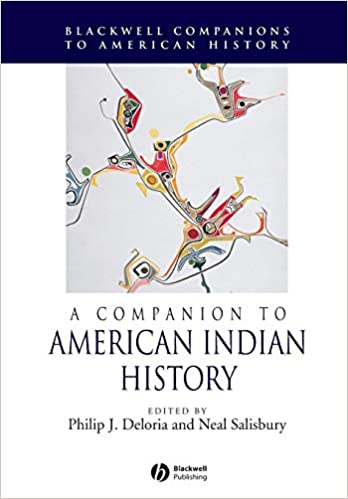 BLACKWELL COMPANIONS
TO AMERICAN HISTORY
A COMPANION TO
AMERICAN INDIAN
HISTORY
EDITED BY
Philip J. Deloria and Neal Salisbury
Blackwell
Publishing